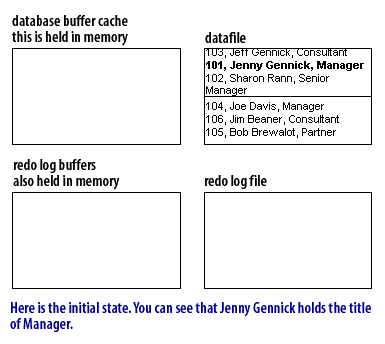 database buffer cache
this is held in memory
datafile
103, Jeff Gennick, Consultant
101, Jenny Gennick, Manager
102, Sharon Rann, Senior
Manager
104, Joe Davis, Manager
106, Jim Beaner, Consultant
105, Bob Brewalot, Partner
redo log buffers
also held in memory
redo log file
Here is the initial state. You can see that Jenny Gennick holds the title
of Manager.